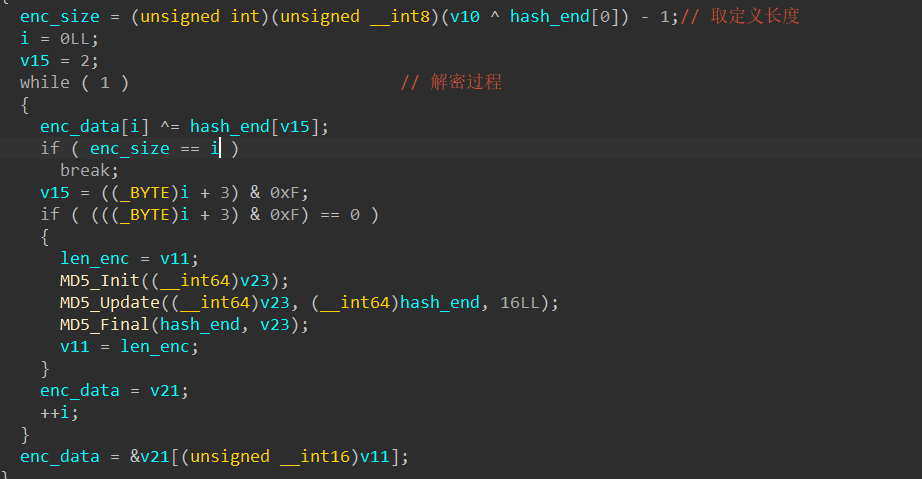 {
enc_size = (unsigned int)(unsigned __int8)(v10 ^ hash_end[0]) - 1;// 取定义长度
i = 0LL;
v15 = 2;
while ( 1 ) // 解密过程
{
enc_data[i] ^= hash_end[v15];
if ( enc_size == i )
break;
v15 = ((_BYTE)i + 3) & 0xF;
if ( (((_BYTE)i + 3) & 0xF) == 0 )
{
len_enc = v11;
MD5_Init((__int64)v23);
MD5_Update((__int64)v23, (__int64)hash_end, 16LL);
MD5_Final(hash_end, v23);
v11 = len_enc;
}
enc_data = v21;
++i;
}
enc_data = &v21[(unsigned __int16)v11];
}